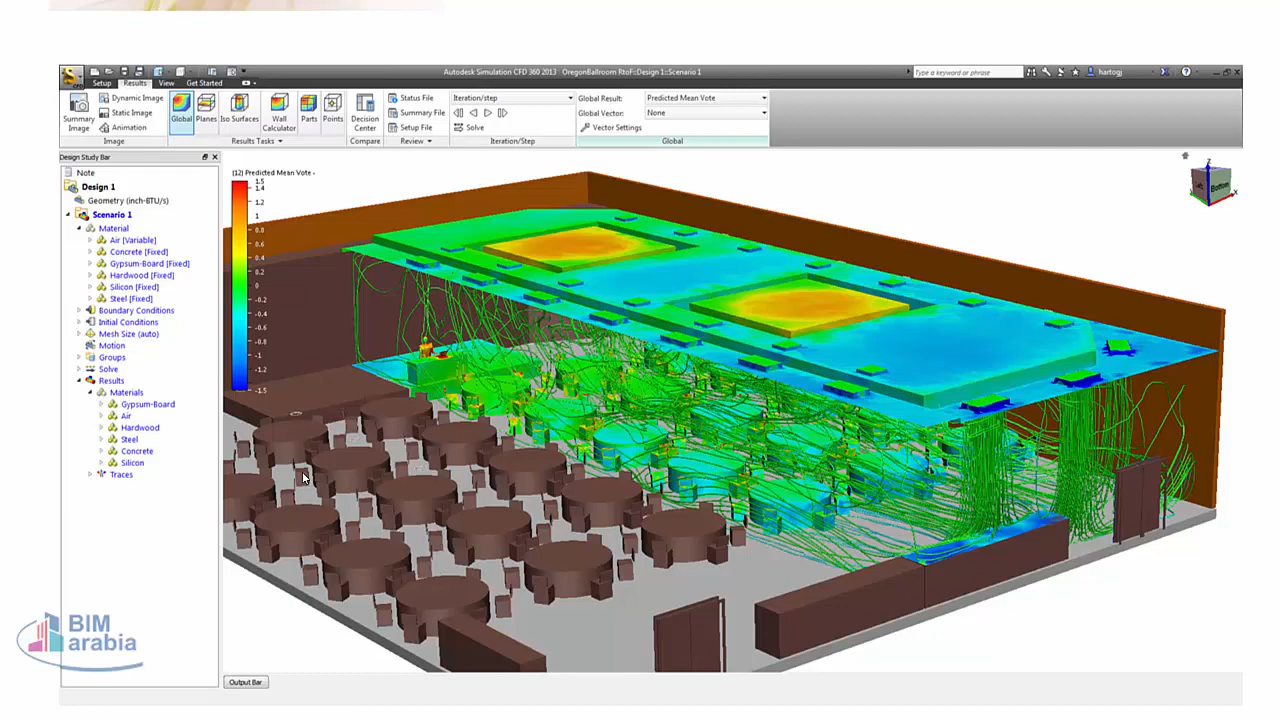 Autodesk Simulation CFD 360 2013 OregonBallroom RtoF::Design 1::Scenario 1
Type a keyword or phrase
hartogj
Setup
Results
View
Get Started
Summary Image
Dynamic Image
Static Image
Animation
Image
Global
Planes
Iso Surfaces
Wall Calculator
Parts
Points
Results Tasks
Decision Center
Compare
Status File
Summary File
Setup File
Review
Iteration/step
Solve
Iteration/Step
Global Result:
Predicted Mean Vote
Global Vector:
None
Vector Settings
Global
Design Study Bar
Note
Design 1
Geometry (inch-BTU/s)
Scenario 1
Material
Air [Variable]
Concrete [Fixed]
Gypsum-Board [Fixed]
Hardwood [Fixed]
Silicon [Fixed]
Steel [Fixed]
Boundary Conditions
Initial Conditions
Mesh Size (auto)
Motion
Groups
Solve
Results
Materials
Gypsum-Board
Air
Hardwood
Steel
Concrete
Silicon
Traces
(12) Predicted Mean Vote -
1.5
1.4
1.2
1
0.8
0.6
0.4
0.2
0
-0.2
-0.4
-0.6
-0.8
-1
-1.2
-1.5
Z
Bottom
X
BIM
arabia
Output Bar